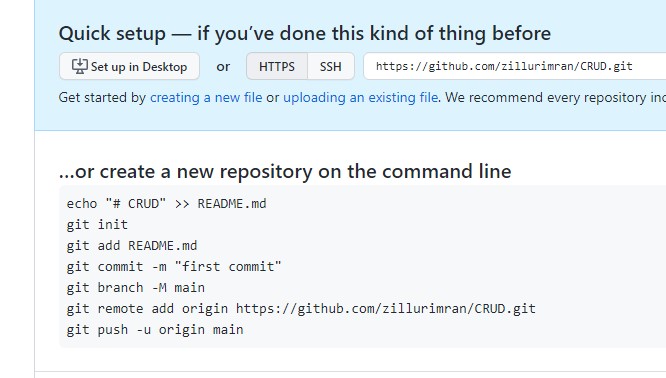 Quick setup — if you’ve done this kind of thing before
Set up in Desktop or HTTPS SSH https://github.com/zillurimran/CRUD.git
Get started by creating a new file or uploading an existing file. We recommend every repository inc
…or create a new repository on the command line
echo "# CRUD" >> README.md
git init
git add README.md
git commit -m "first commit"
git branch -M main
git remote add origin https://github.com/zillurimran/CRUD.git
git push -u origin main